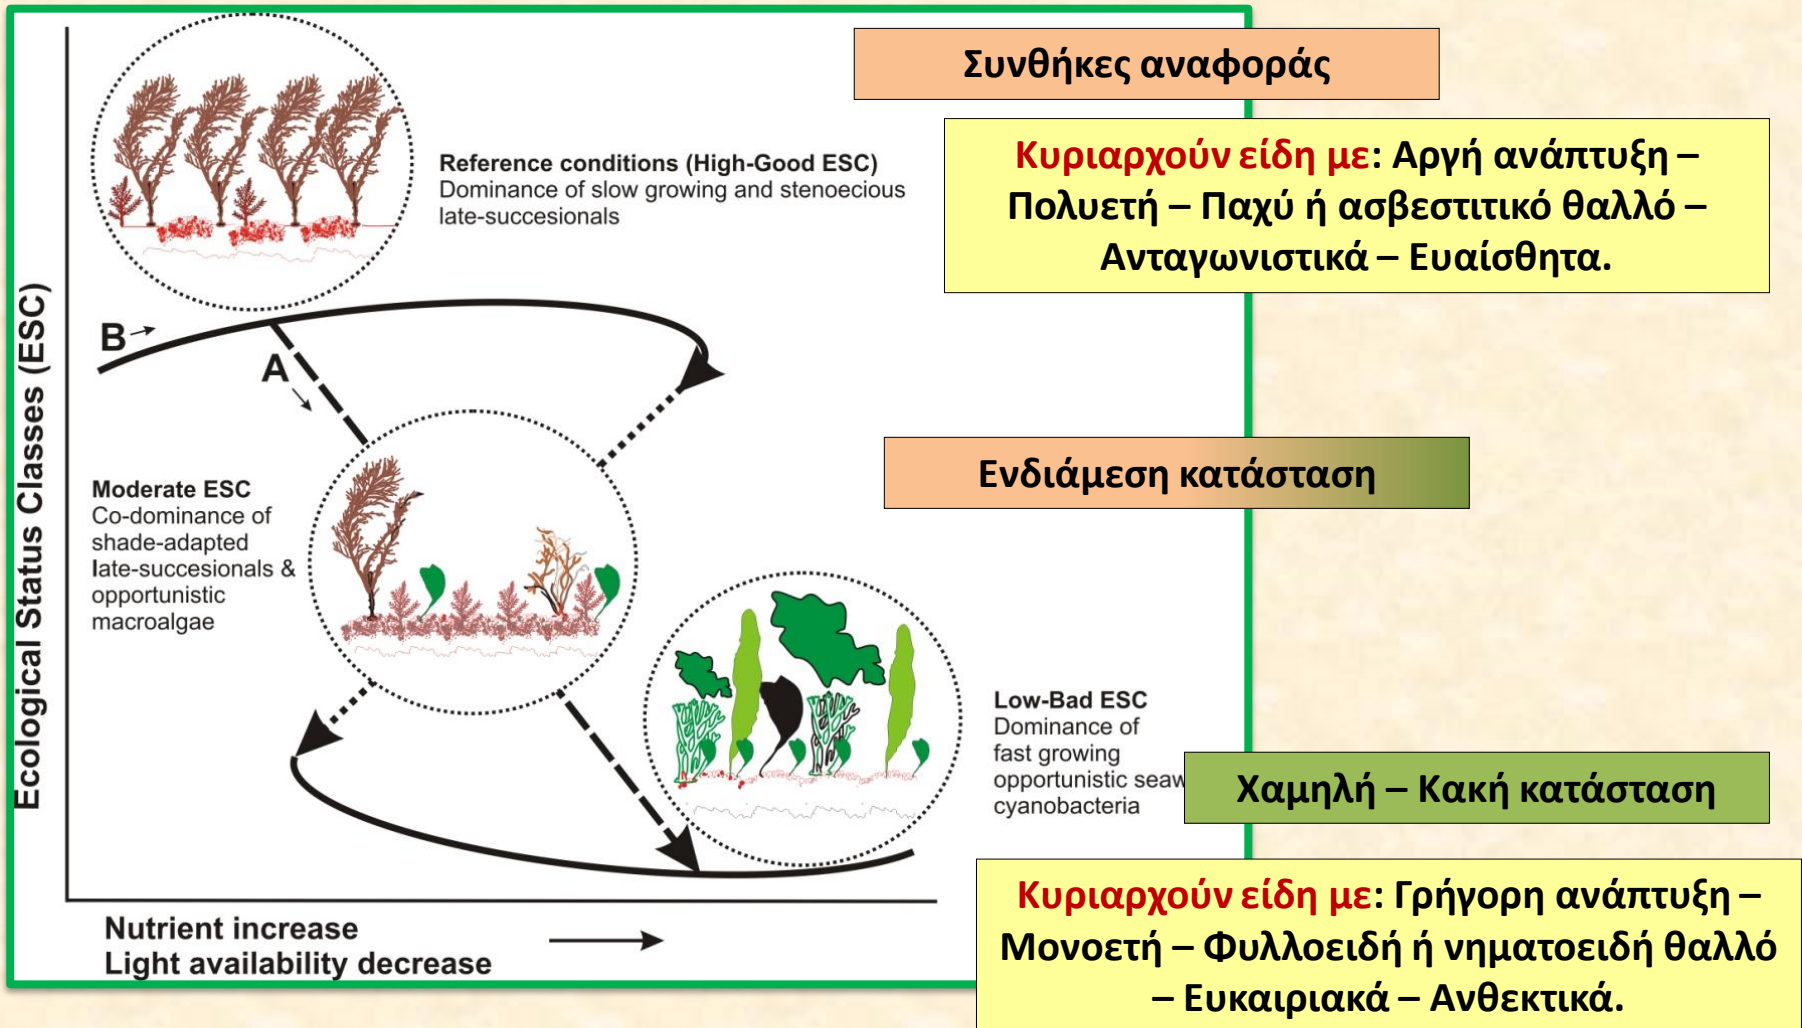 Συνθήκες αναφοράς
Κυριαρχούν είδη με: Αργή ανάπτυξη –
Πολυετή – Παχύ ή ασβεστιτικό θαλλό –
Ανταγωνιστικά – Ευαίσθητα.
Reference conditions (High-Good ESC)
Dominance of slow growing and stenoecious
late-succesionals
Ecological Status Classes (ESC)
B
A
Ενδιάμεση κατάσταση
Moderate ESC
Co-dominance of
shade-adapted
late-succesionals &
opportunistic
macroalgae
Low-Bad ESC
Dominance of
fast growing
opportunistic
cyanobacteria
Χαμηλή – Κακή κατάσταση
Κυριαρχούν είδη με: Γρήγορη ανάπτυξη –
Μονοετή – Φυλλοειδή ή νηματοειδή θαλλό
– Ευκαιριακά – Ανθεκτικά.
Nutrient increase
Light availability decrease